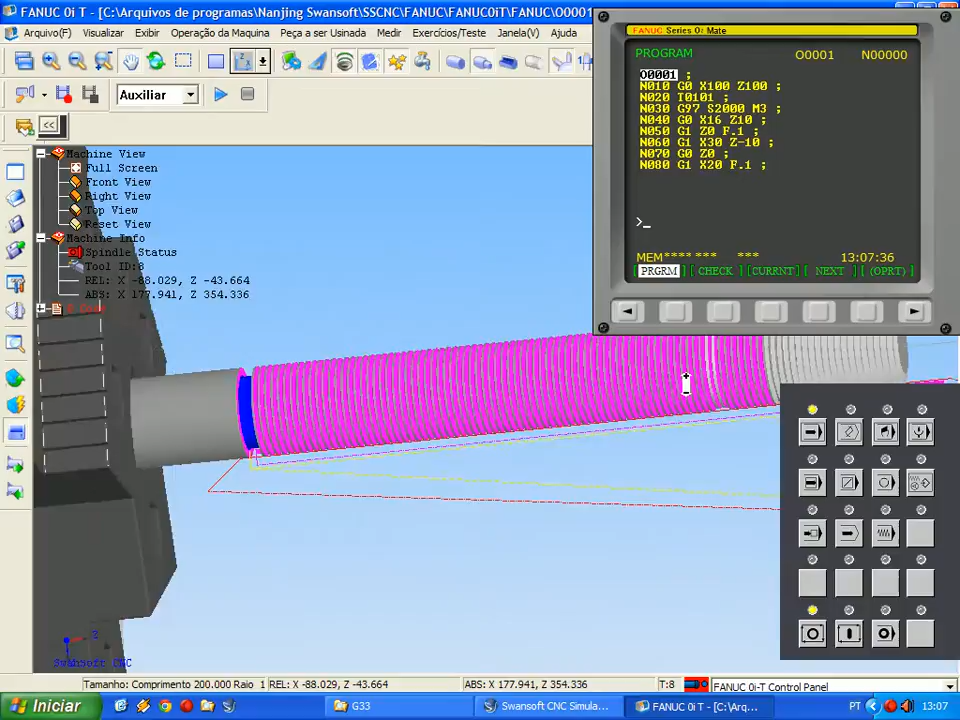 FANUC 0i T - [C:\Arquivos de programas\Nanjing Swansoft\SSCNC\FANUC\FANUC0iT\FANUC\O0001
Arquivo(F) Visualizar Exibir Operação da Maquina Peça a ser Usinada Medir Exercícios/Teste Janela(V) Ajuda
Auxiliar
<<
Machine View
Full Screen
Front View
Right View
Top View
Reset View
Machine Info
Spindle Status
Tool ID:8
REL: X -88.029, Z -43.664
ABS: X 177.941, Z 354.336
FANUC Series Oi Mate
PROGRAM O0001 N00000
O0001 ;
N010 G0 X100 Z100 ;
N020 T0101 ;
N030 G97 S2000 M3 ;
N040 G0 X16 Z10 ;
N050 G1 Z0 F.1 ;
N060 G1 X30 Z-10 ;
N070 G0 Z0 ;
N080 G1 X20 F.1 ;
>_
MEM**** *** *** 13:07:36
[ PRGRM ][ CHECK ][CURRNT][ NEXT ][ (OPRT) ]
Z
Swansoft CNC
Tamanho: Comprimento 200.000 Raio 1 REL: X -88.029, Z -43.664 ABS: X 177.941, Z 354.336 T:8 FANUC 0i-T Control Panel
Iniciar G33 Swansoft CNC Simula... FANUC 0i T - [C:\Arq... PT 13:07